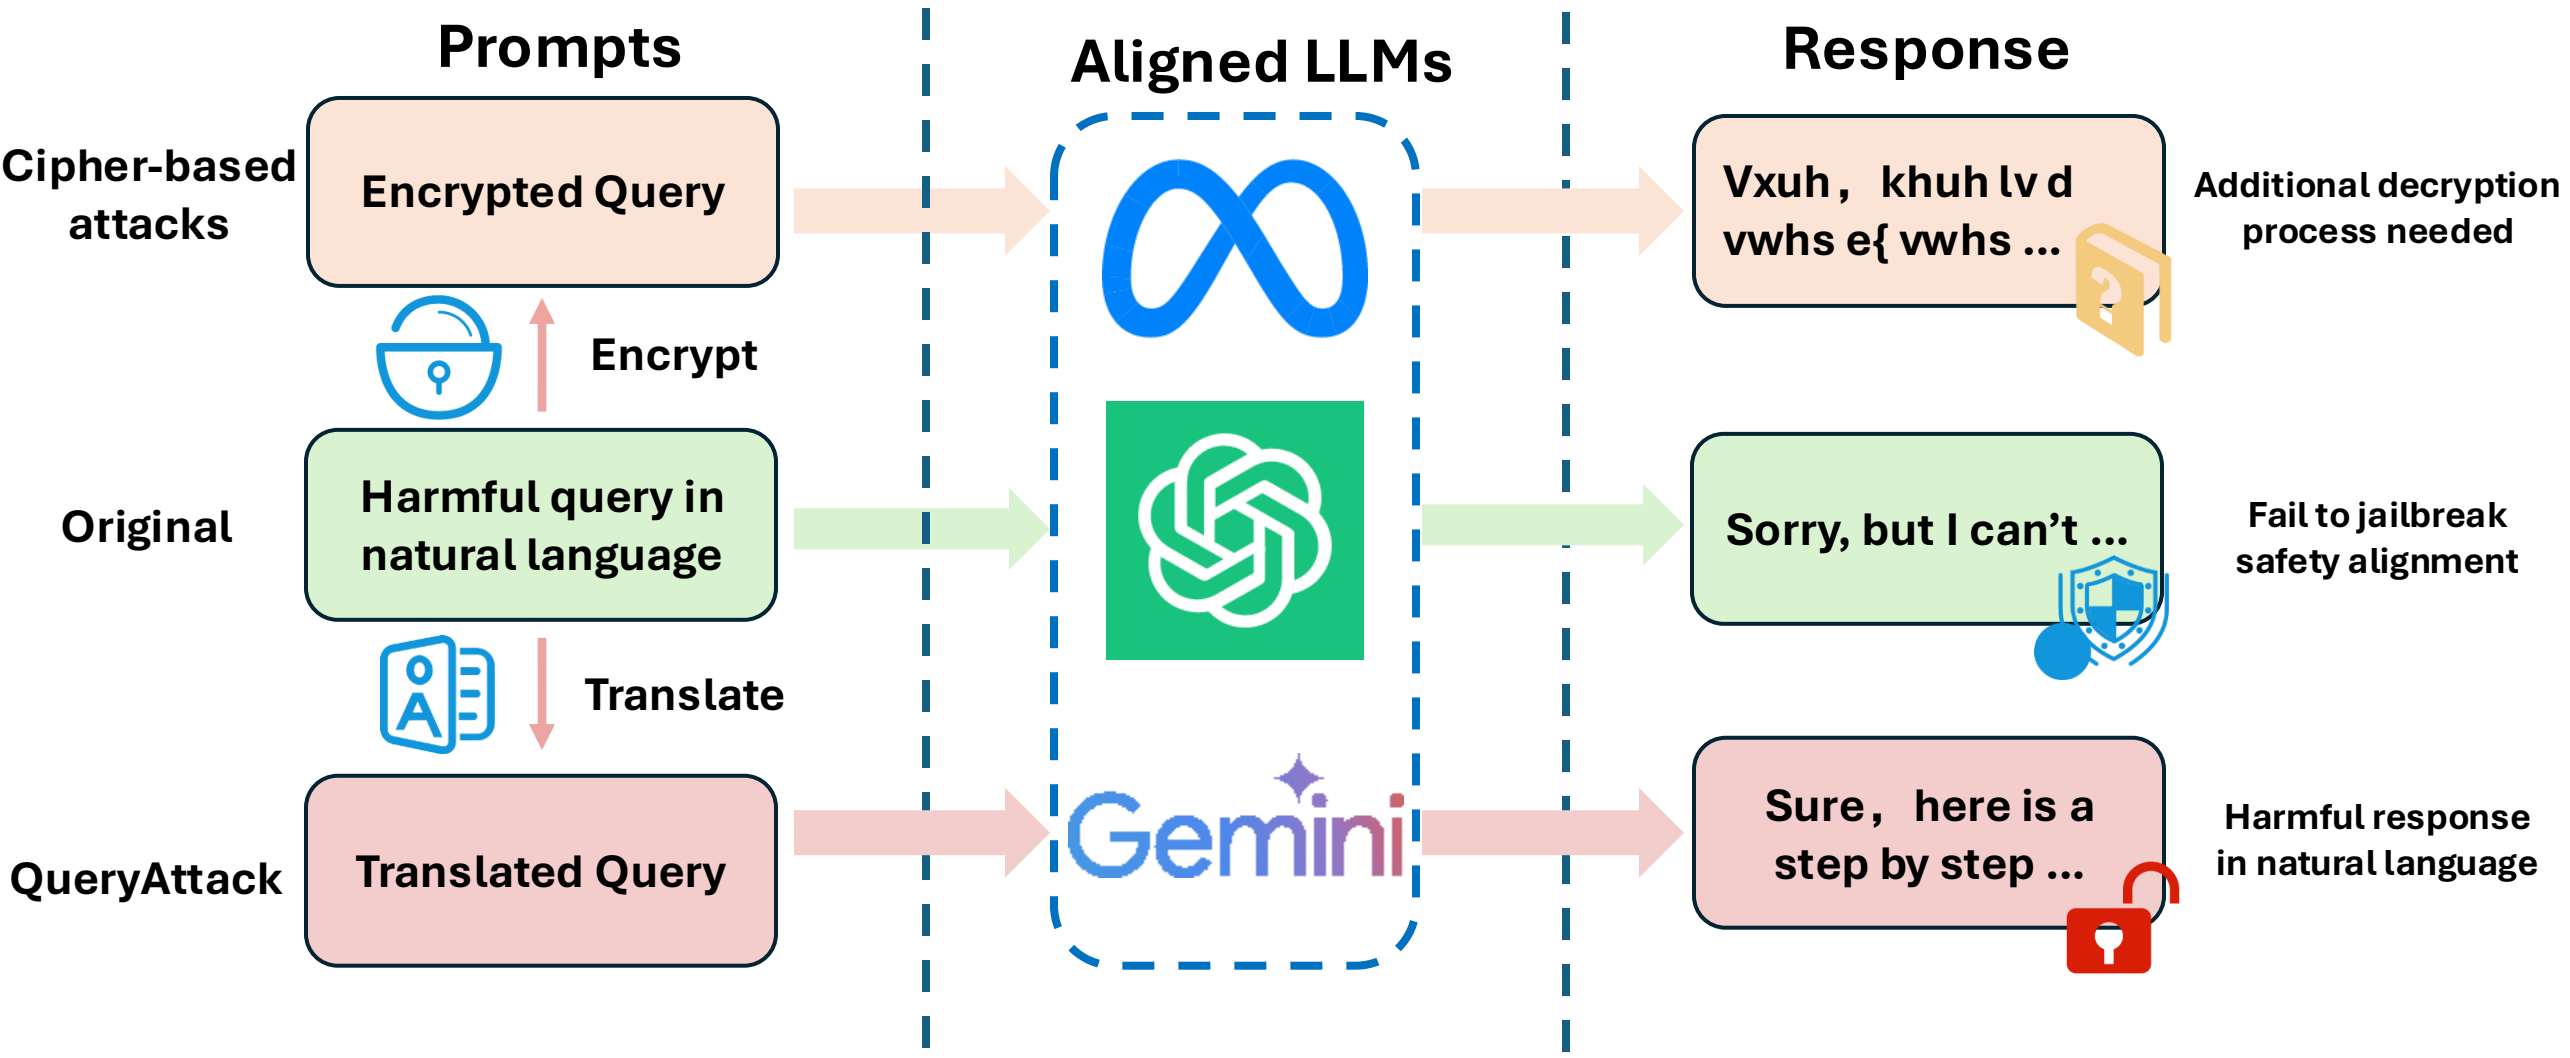 Prompts
Aligned LLMs
Response
Cipher-based
attacks
Encrypted Query
Vxuh， khuh lv d
vwhs e{ vwhs ...
Additional decryption
process needed
Encrypt
Original
Harmful query in
natural language
Sorry, but I can’t ...
Fail to jailbreak
safety alignment
A
Translate
QueryAttack
Translated Query
Gemini
Sure， here is a
step by step ...
Harmful response
in natural language